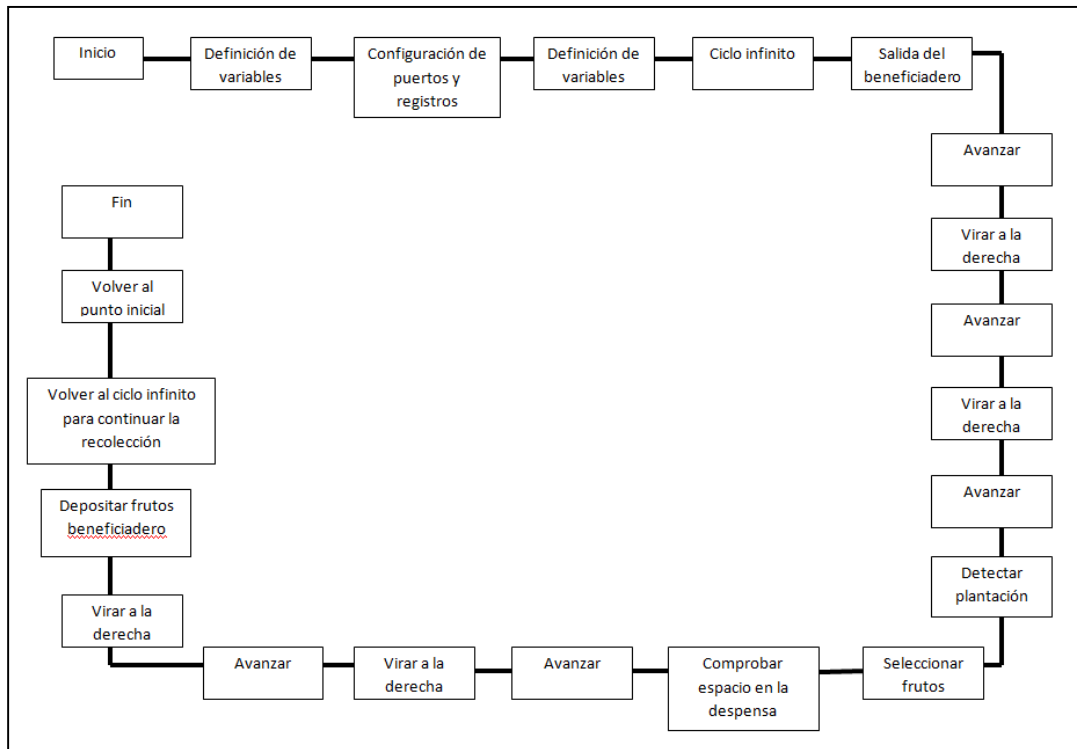 Inicio
Definición de
variables
Configuración de
puertos y
registros
Definición de
variables
Ciclo infinito
Salida del
beneficiadero
Avanzar
Virar a la
derecha
Avanzar
Virar a la
derecha
Avanzar
Detectar
plantación
Seleccionar
frutos
Comprobar
espacio en la
despensa
Avanzar
Virar a la
derecha
Avanzar
Virar a la
derecha
Depositar frutos
beneficiadero
Volver al ciclo infinito
para continuar la
recolección
Volver al
punto inicial
Fin